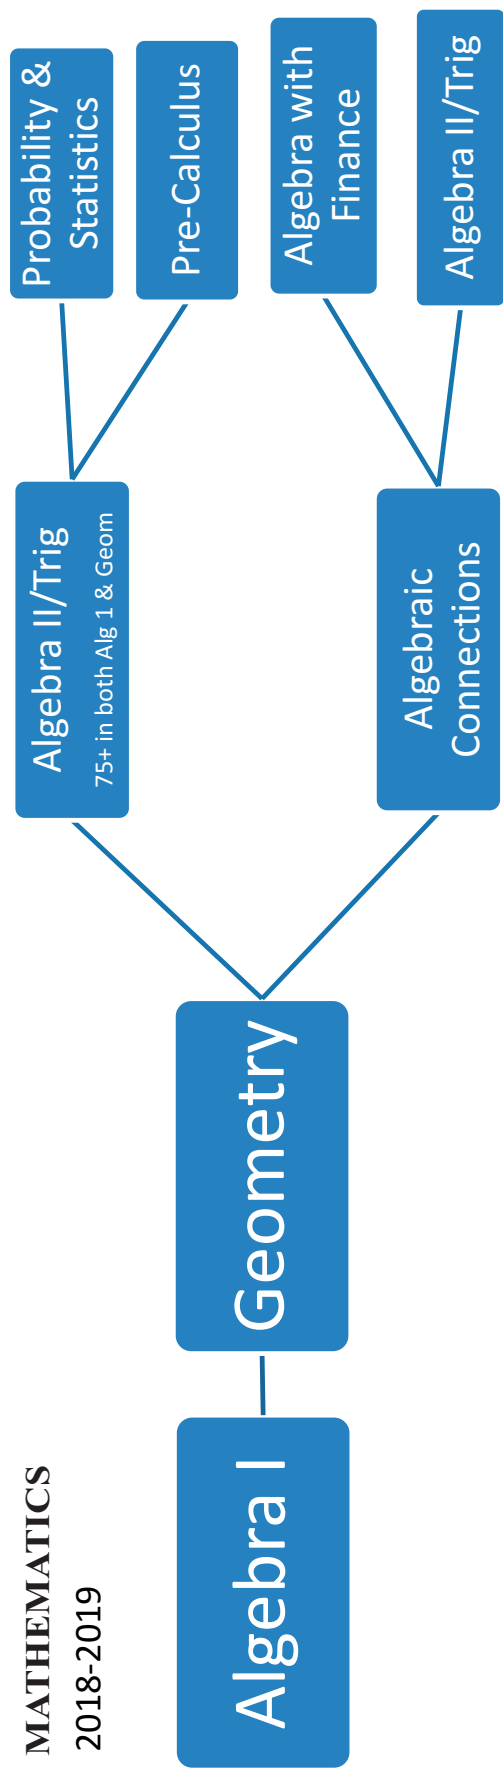 MATHEMATICS
2018-2019
Algebra I
Geometry
Algebra II/Trig
75+ in both Alg 1 & Geom
Algebraic
Connections
Probability &
Statistics
Pre-Calculus
Algebra with
Finance
Algebra II/Trig